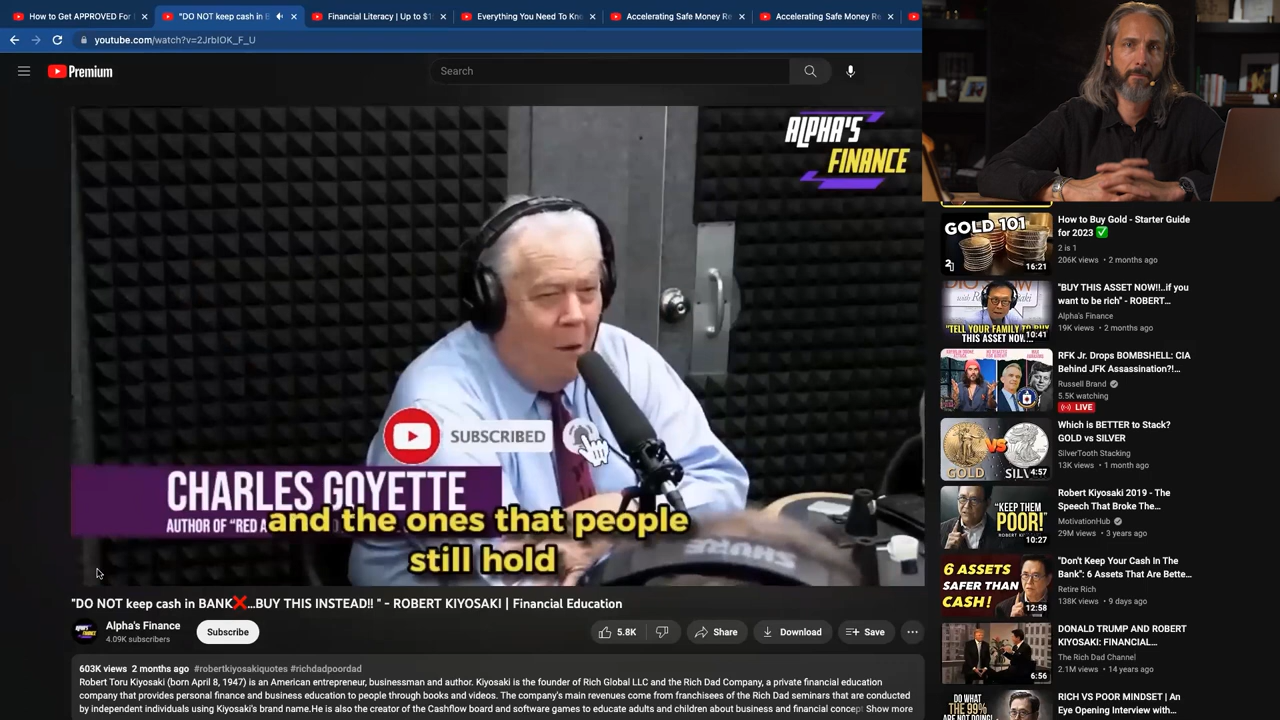 How to Get APPROVED For
"DO NOT keep cash in
Financial Literacy | Up to $1
Everything You Need To Kno
Accelerating Safe Money Re
Accelerating Safe Money Re
youtube.com/watch?v=2JrbIOK_F_U
Premium
Search
ALPHA'S
FINANCE
SUBSCRIBED
CHARLES GOYETTE
AUTHOR OF "RED A
and the ones that people
still hold
"DO NOT keep cash in BANK❌...BUY THIS INSTEAD!! " - ROBERT KIYOSAKI | Financial Education
Alpha's Finance
4.09K subscribers
Subscribe
5.8K
Share
Download
Save
603K views 2 months ago #robertkiyosakiquotes #richdadpoordad
Robert Toru Kiyosaki (born April 8, 1947) is an American entrepreneur, businessman and author. Kiyosaki is the founder of Rich Global LLC and the Rich Dad Company, a private financial education
company that provides personal finance and business education to people through books and videos. The company's main revenues come from franchisees of the Rich Dad seminars that are conducted
by independent individuals using Kiyosaki's brand name.He is also the creator of the Cashflow board and software games to educate adults and children about business and financial concept Show more
GOLD 101
16:21
How to Buy Gold - Starter Guide
for 2023 ✅
2 is 1
206K views • 2 months ago
"TELL YOUR FAMILY TO BUY
THIS ASSET NOW...
10:41
"BUY THIS ASSET NOW!!..if you
want to be rich" - ROBERT...
Alpha's Finance
19K views • 2 months ago
RFK Jr. Drops BOMBSHELL: CIA
Behind JFK Assassination?!...
Russell Brand
5.5K watching
LIVE
GOLD VS SILV
4:57
Which is BETTER to Stack?
GOLD vs SILVER
SilverTooth Stacking
13K views • 1 month ago
"KEEP THEM
POOR!"
10:27
Robert Kiyosaki 2019 - The
Speech That Broke The...
MotivationHub
29M views • 3 years ago
6 ASSETS
SAFER THAN
CASH!
12:58
"Don't Keep Your Cash In The
Bank": 6 Assets That Are Bette...
Retire Rich
138K views • 9 days ago
6:56
DONALD TRUMP AND ROBERT
KIYOSAKI: FINANCIAL...
The Rich Dad Channel
2.1M views • 14 years ago
DO WHAT
THE 99%
RICH VS POOR MINDSET | An
Eye Opening Interview with...